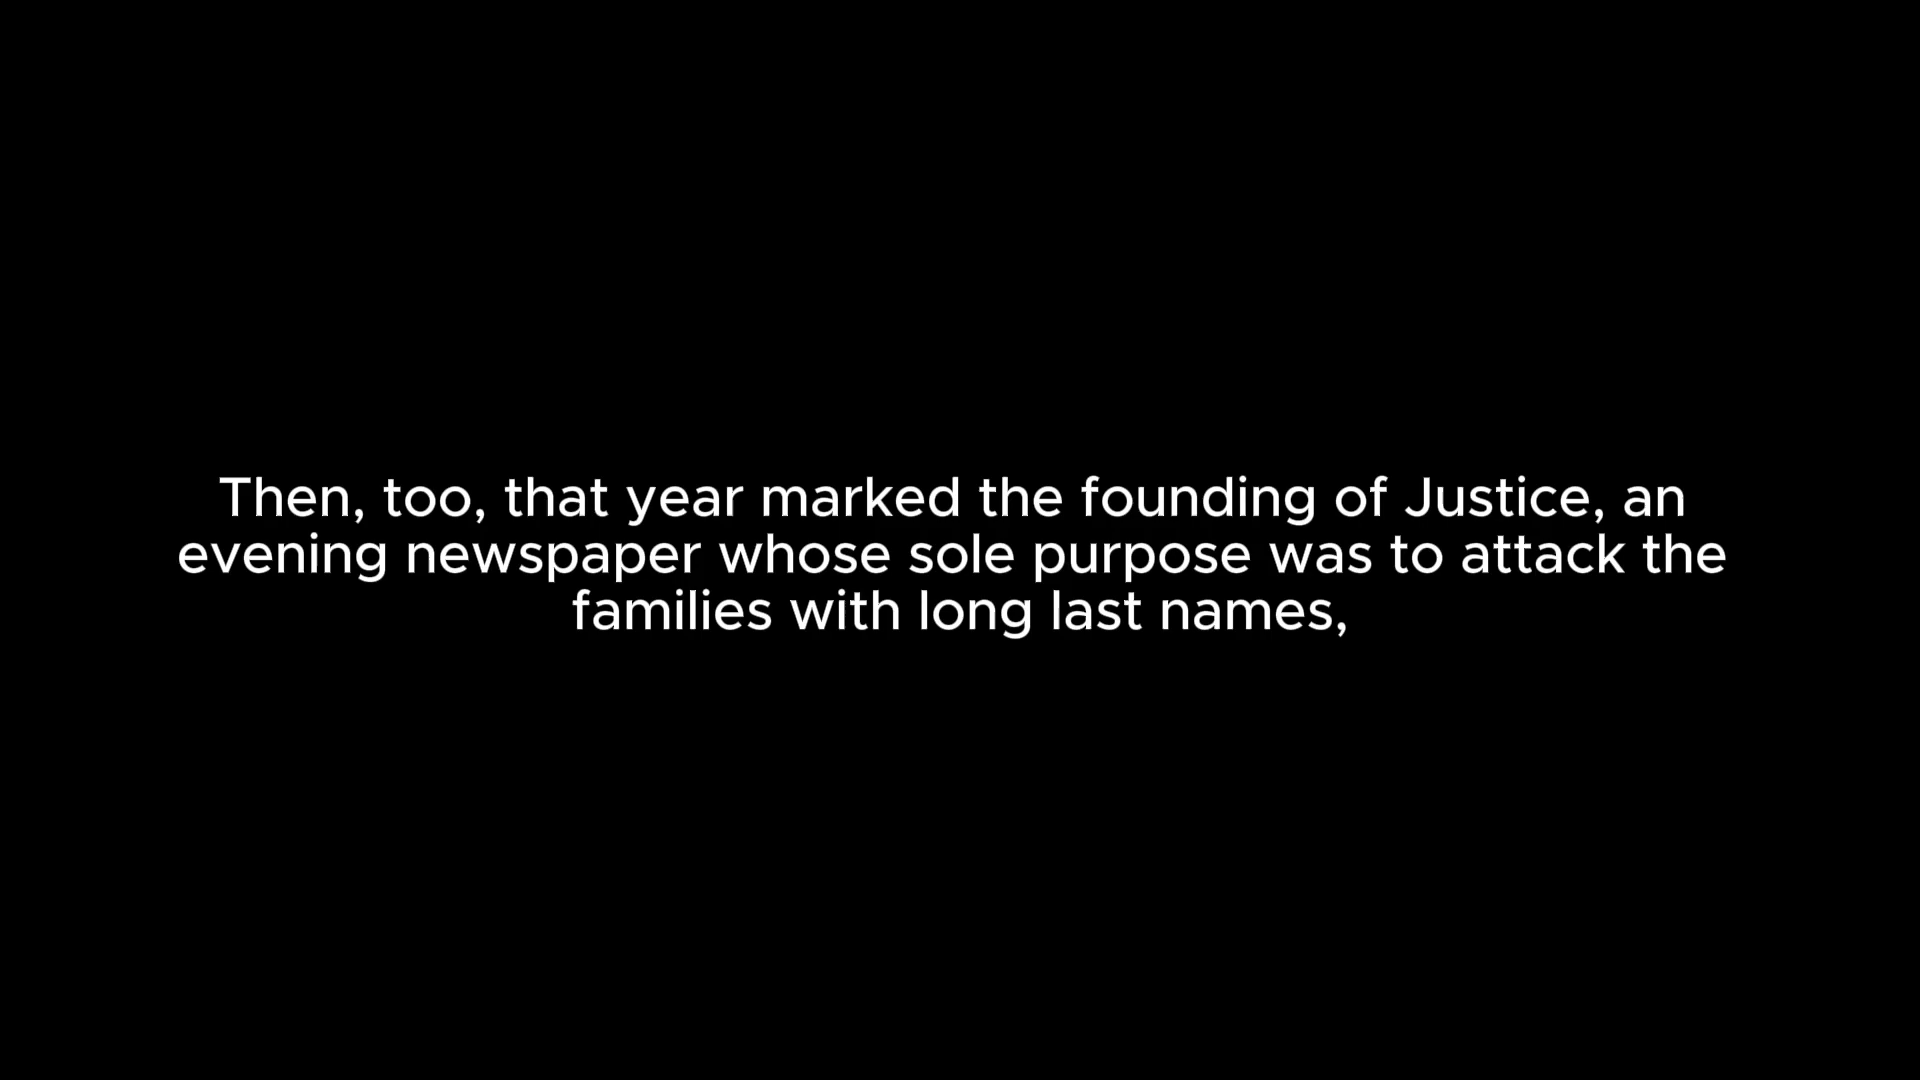 Then, too, that year marked the founding of Justice, an
evening newspaper whose sole purpose was to attack the
families with long last names,